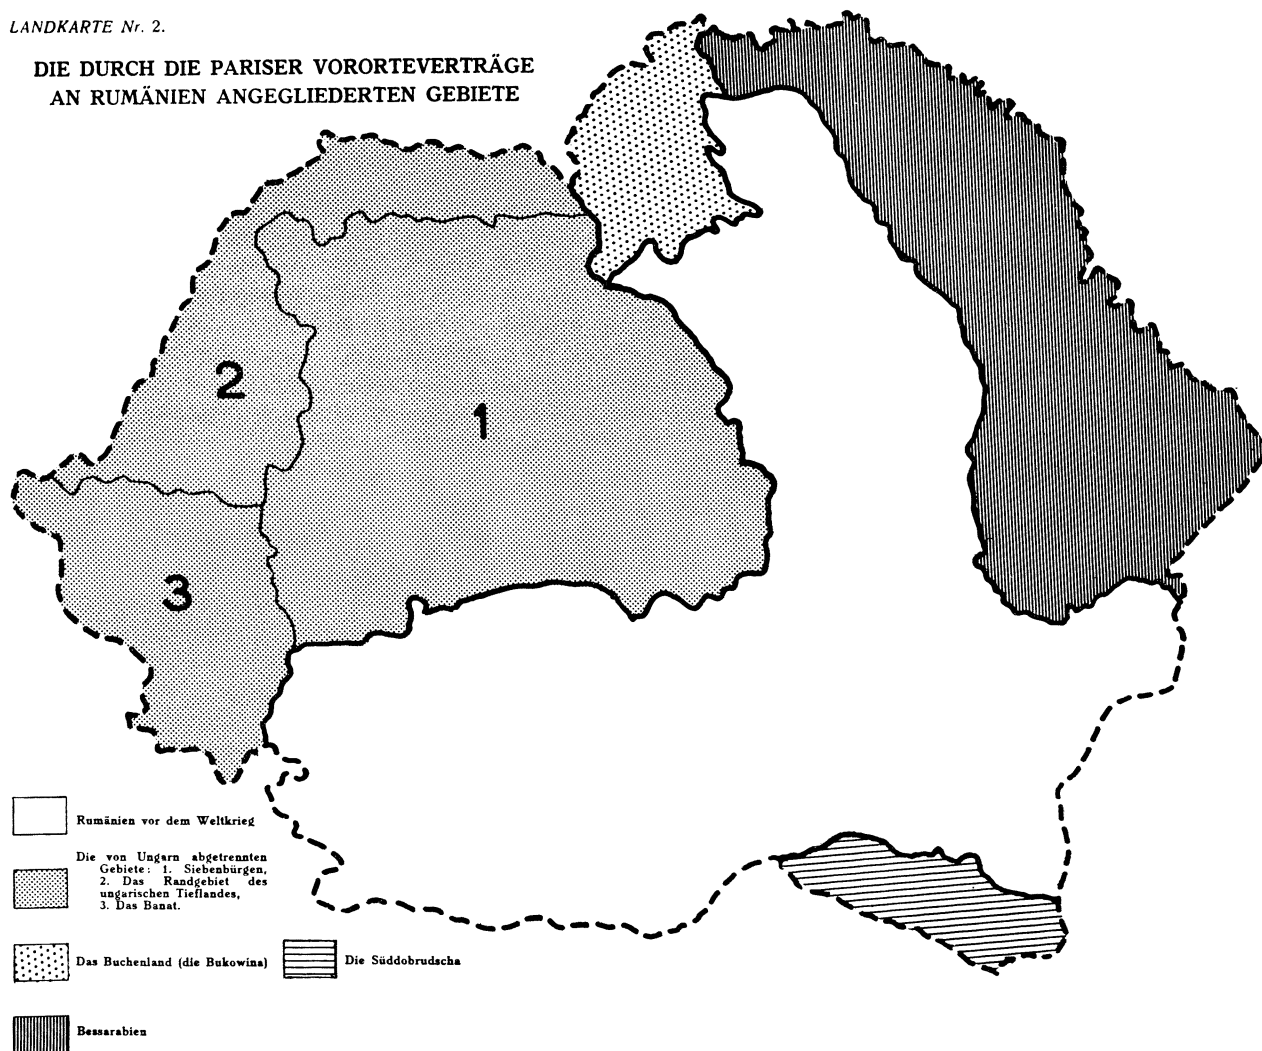 LANDKARTE Nr. 2.
DIE DURCH DIE PARISER VORORTEVERTRÄGE
AN RUMÄNIEN ANGEGLIEDERTEN GEBIETE
2
1
3
Rumänien vor dem Weltkrieg
Die von Ungarn abgetrennten
Gebiete: 1. Siebenbürgen,
2. Das Randgebiet des
ungarischen Tieflandes,
3. Das Banat.
Das Buchenland (die Bukowina)
Die Süddobrudscha
Bessarabien